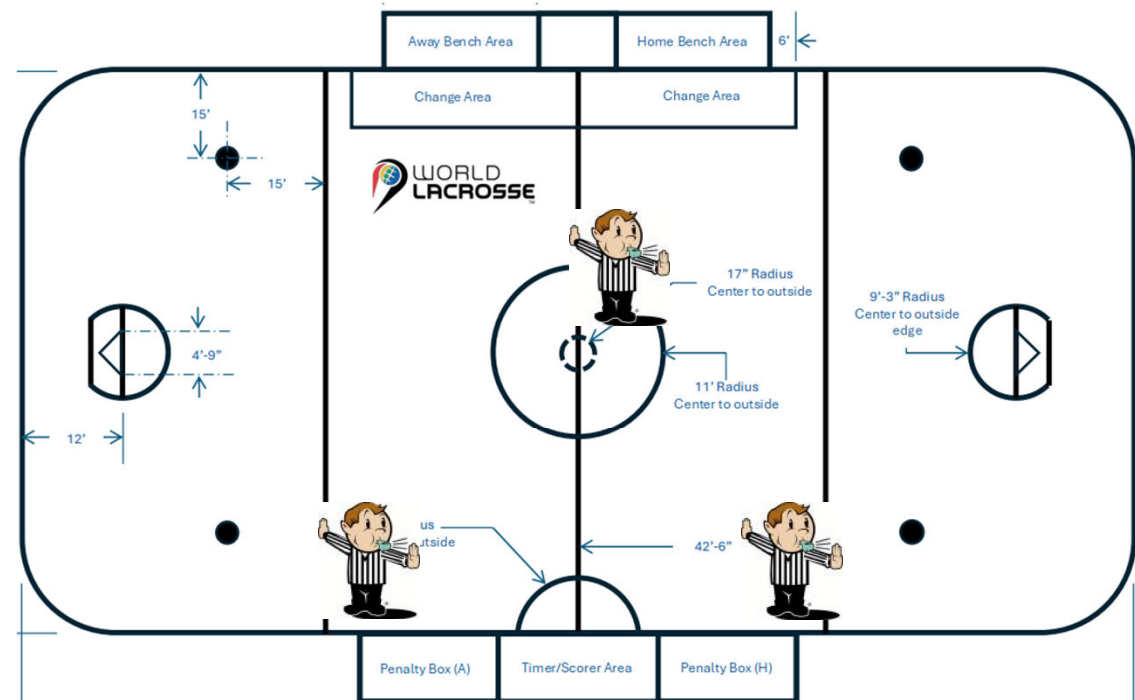 Away Bench Area
Home Bench Area
6'
Change Area
Change Area
15'
15'
WORLD
LACROSSE
TM
17" Radius
Center to outside
9'-3" Radius
Center to outside
edge
4'-9"
11' Radius
Center to outside
12'
42'-6"
Penalty Box (A)
Timer/Scorer Area
Penalty Box (H)